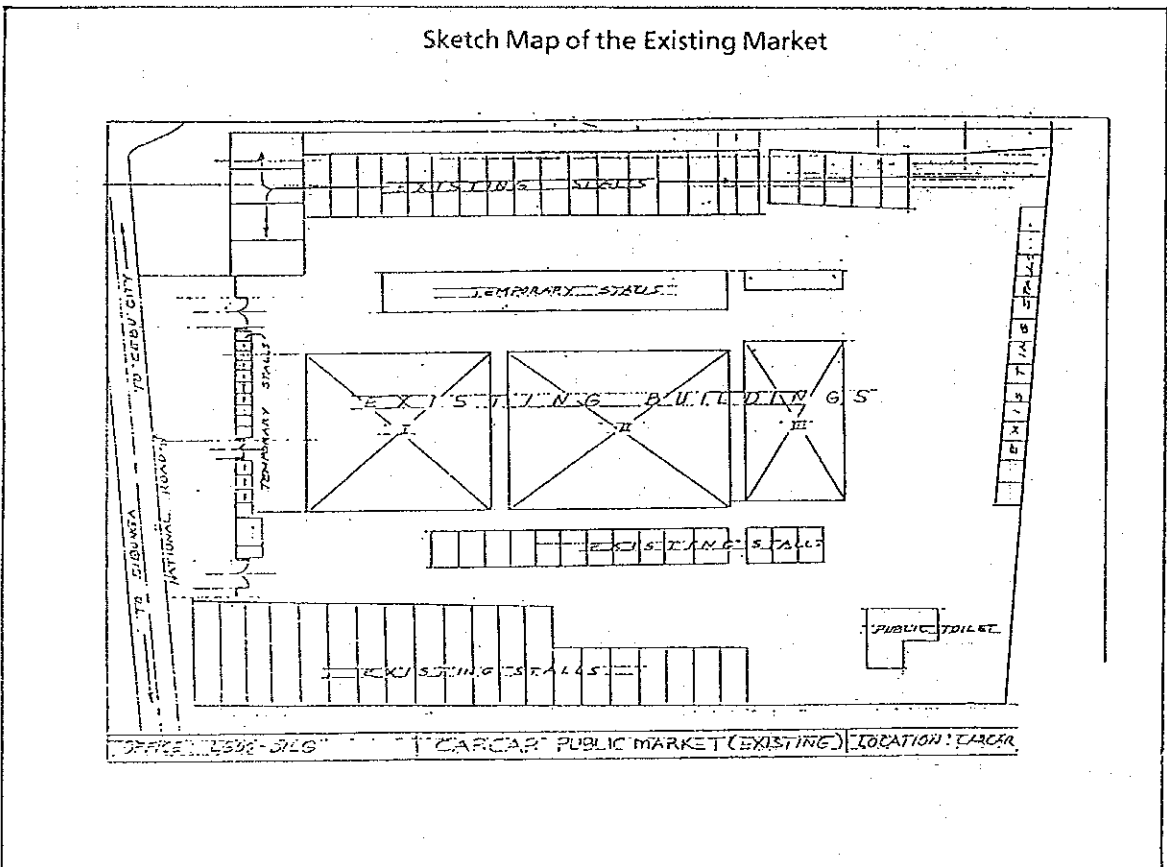 Sketch Map of the Existing Market
EXISTING STALLS
TEMPORARY STALLS
TO CEBU CITY
TO SIBONGA
NATIONAL ROAD
TEMPORARY STALLS
EXISTING BUILDINGS
I
II
III
EXISTING STALLS
EXISTING STALLS
PUBLIC TOILET
EXISTING STALLS
OFFICE:
CARCAR PUBLIC MARKET (EXISTING)
LOCATION: CARCAR